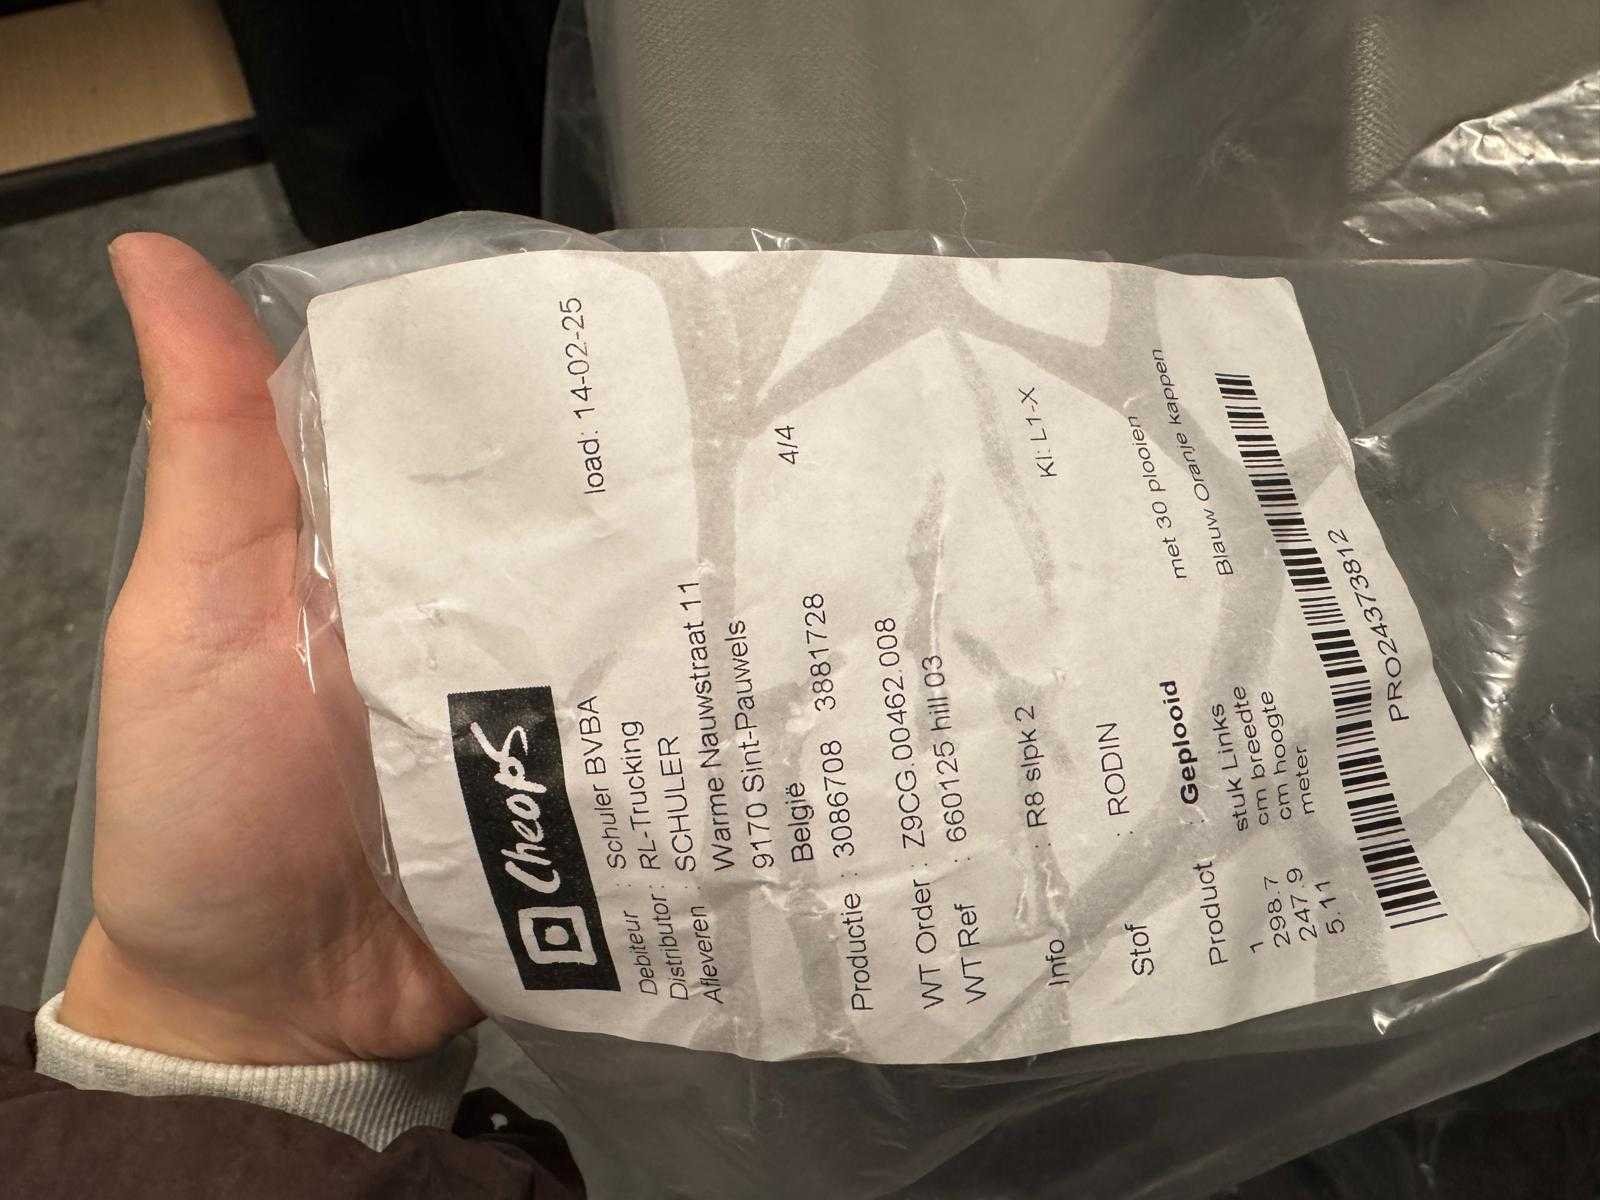 Cheops
load: 14-02-25
Debiteur : Schuler BVBA
Distributor : RL-Trucking
Afleveren : SCHULER
Warme Nauwstraat 11
9170 Sint-Pauwels
België 4/4
Productie : 3086708 3881728
WT Order : Z9CG.00462.008
WT Ref : 660125 hill 03
Info : R8 slpk 2 Kl: L1-X
Stof : RODIN
Product : Geplooid met 30 plooien
1 stuk Links Blauw Oranje kappen
298.7 cm breedte
247.9 cm hoogte
5.11 meter
PRO24373812